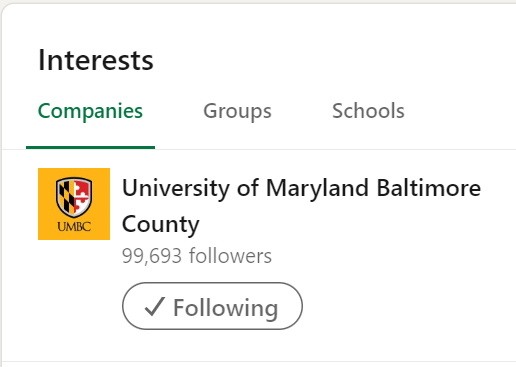 Interests
Companies Groups Schools
UMBC
University of Maryland Baltimore
County
99,693 followers
Following